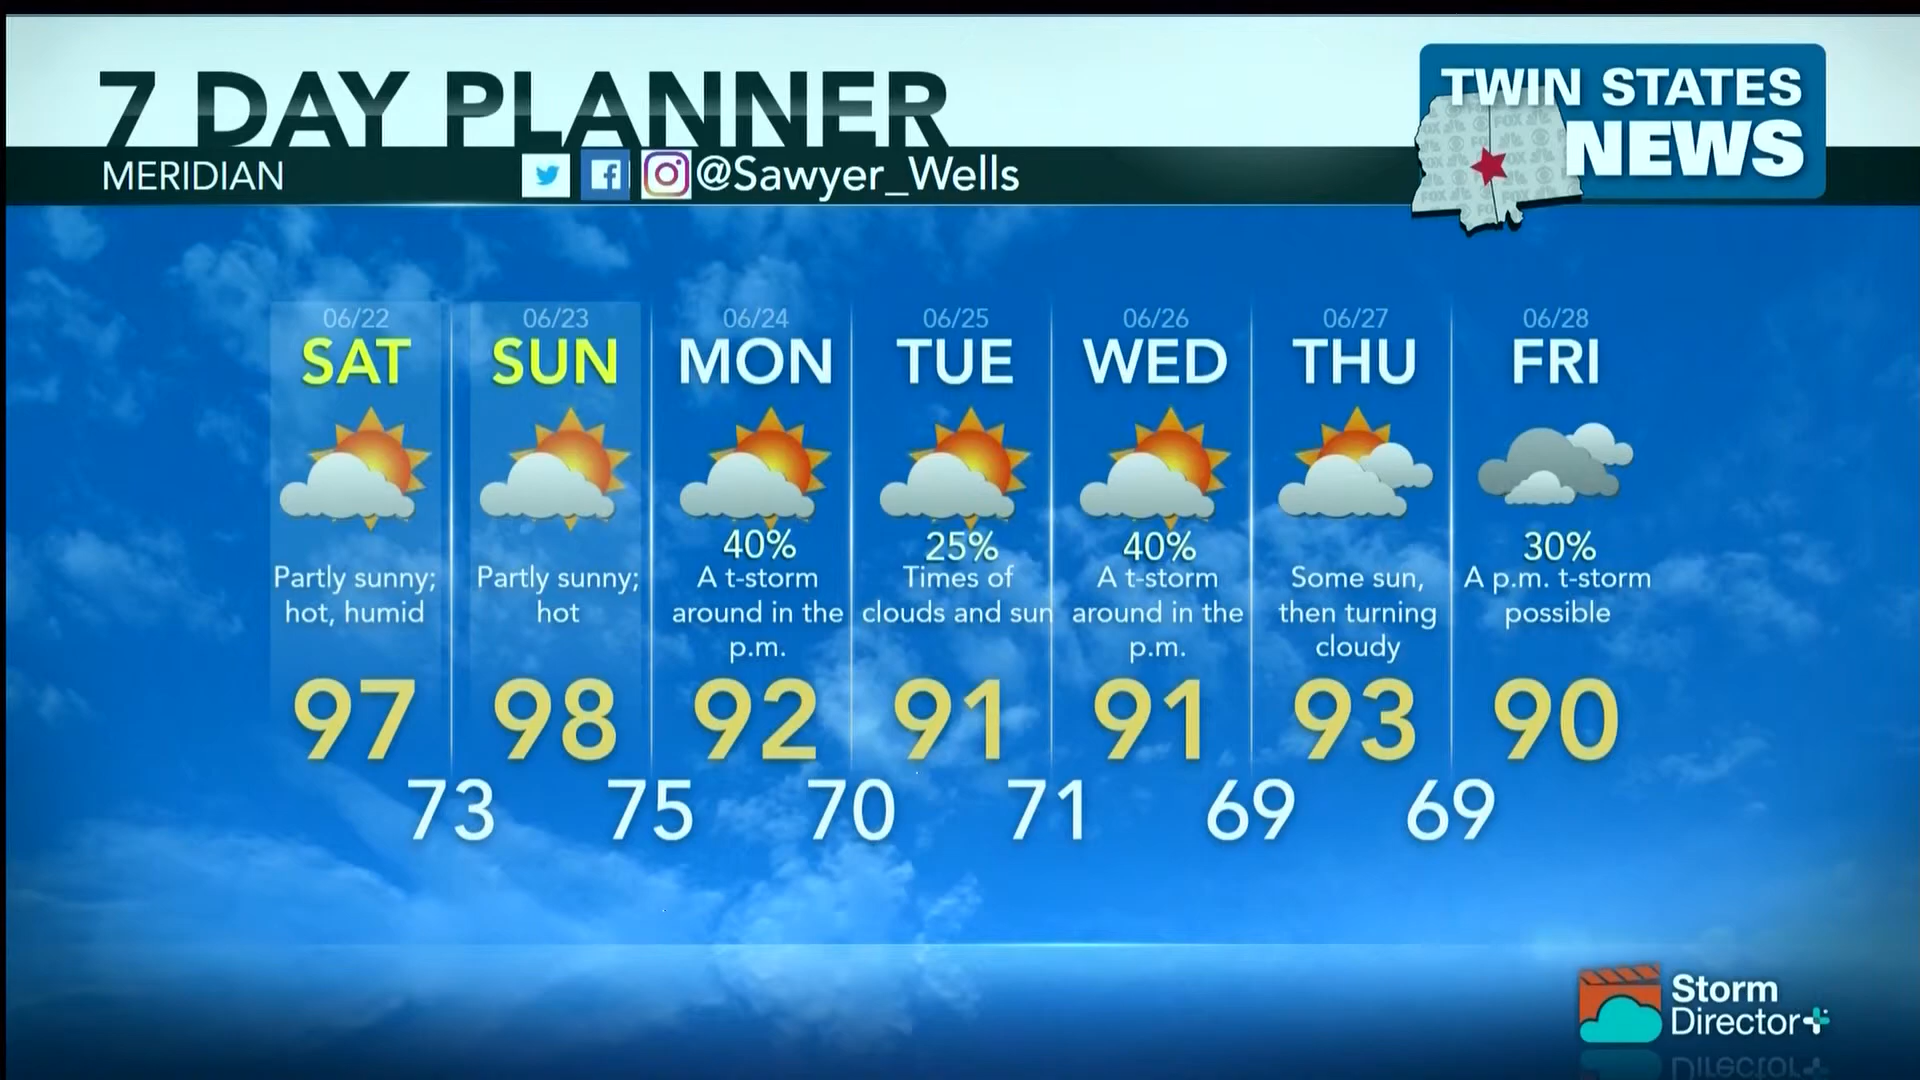 7 DAY PLANNER
MERIDIAN
@Sawyer_Wells
TWIN STATES
NEWS
06/22
SAT
Partly sunny;
hot, humid
97
73
06/23
SUN
Partly sunny;
hot
98
75
06/24
MON
40%
A t-storm
around in the
p.m.
92
70
06/25
TUE
25%
Times of
clouds and sun
91
71
06/26
WED
40%
A t-storm
around in the
p.m.
91
69
06/27
THU
Some sun,
then turning
cloudy
93
69
06/28
FRI
30%
A p.m. t-storm
possible
90
Storm
Director+